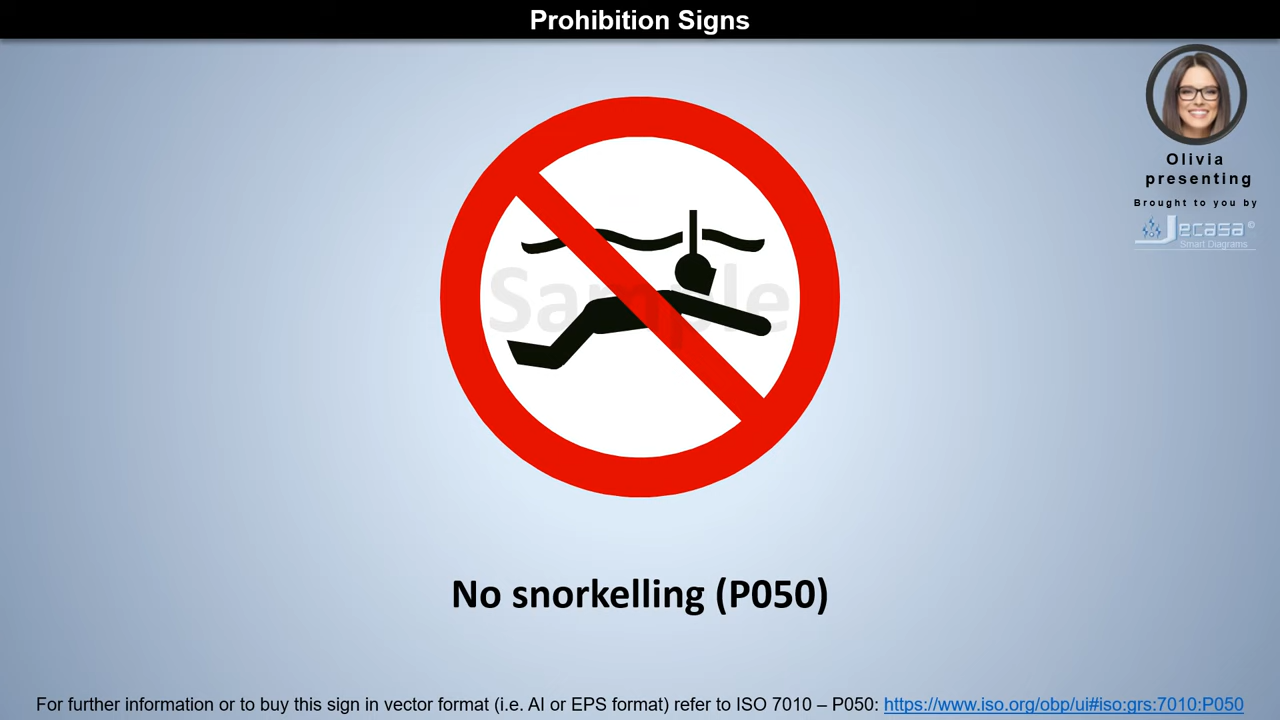 Prohibition Signs
Olivia
presenting
Brought to you by
Jecasa©
Smart Diagrams
Sample
No snorkelling (P050)
For further information or to buy this sign in vector format (i.e. AI or EPS format) refer to ISO 7010 – P050: https://www.iso.org/obp/ui#iso:grs:7010:P050